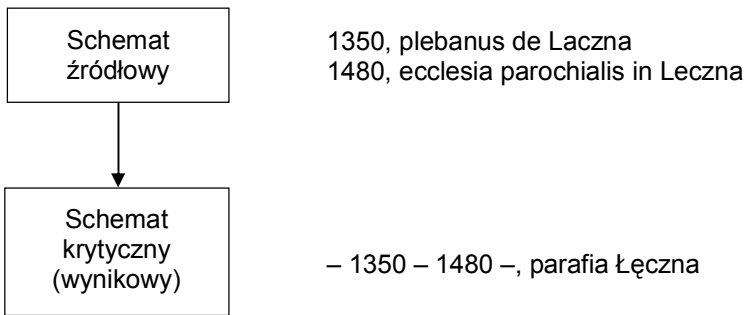 Schemat
źródłowy
1350, plebanus de Laczna
1480, ecclesia parochialis in Leczna
Schemat
krytyczny
(wynikowy)
– 1350 – 1480 –, parafia Łęczna